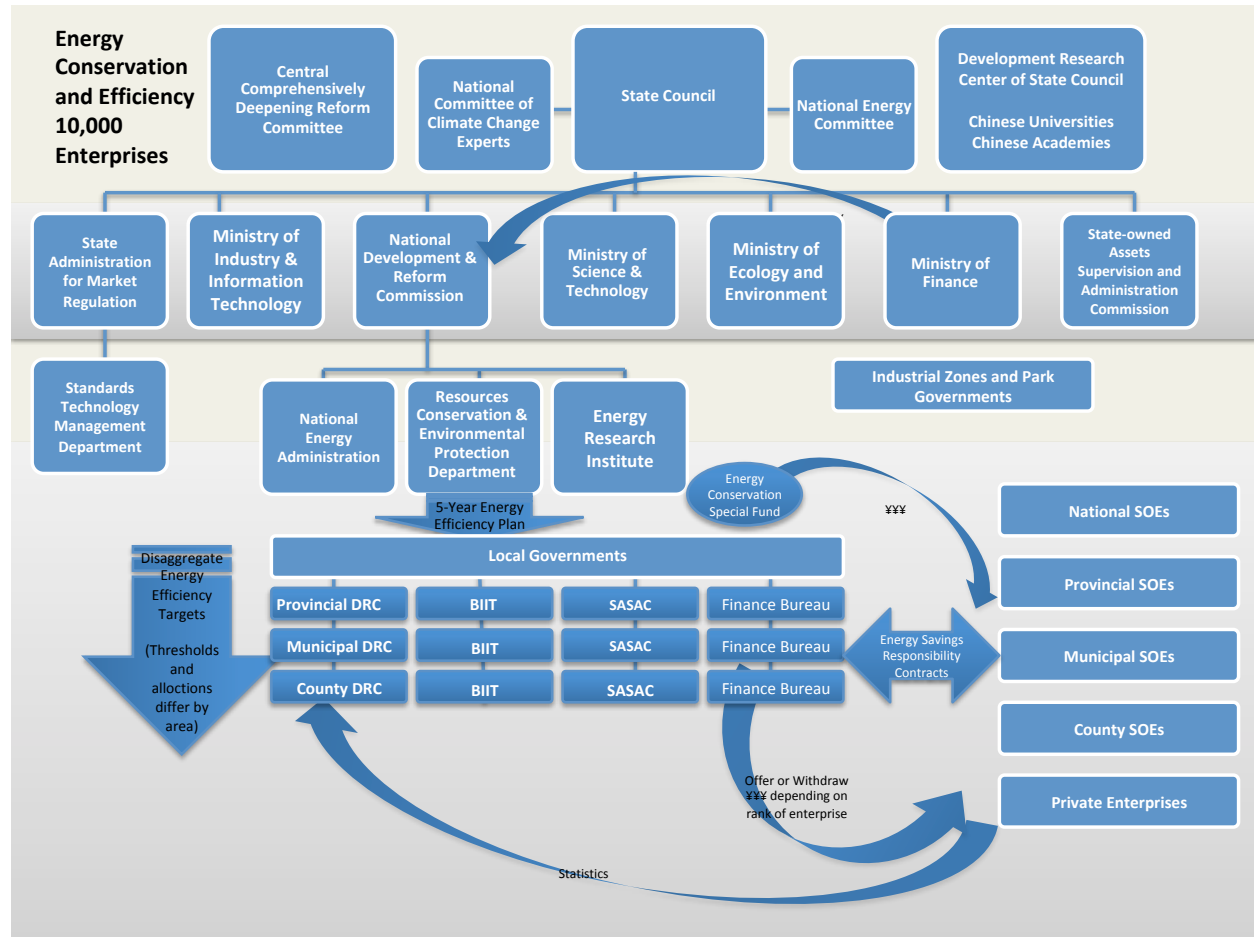 Energy
Conservation
and Efficiency
10,000
Enterprises
Central
Comprehensively
Deepening Reform
Committee
National
Committee of
Climate Change
Experts
State Council
National Energy
Committee
Development Research
Center of State Council
Chinese Universities
Chinese Academies
State
Administration
for Market
Regulation
Ministry of
Industry &
Information
Technology
National
Development &
Reform
Commission
Ministry of
Science &
Technology
Ministry of
Ecology and
Environment
Ministry of
Finance
State-owned
Assets
Supervision and
Administration
Commission
Standards
Technology
Management
Department
National
Energy
Administration
Resources
Conservation &
Environmental
Protection
Department
Energy
Research
Institute
Industrial Zones and Park
Governments
Energy
Conservation
Special Fund
¥¥¥
5-Year Energy
Efficiency Plan
Local Governments
Disaggregate
Energy
Efficiency
Targets
(Thresholds
and
alloctions
differ by
area)
Provincial DRC
BIIT
SASAC
Finance Bureau
Municipal DRC
BIIT
SASAC
Finance Bureau
County DRC
BIIT
SASAC
Finance Bureau
Energy Savings
Responsibility
Contracts
National SOEs
Provincial SOEs
Municipal SOEs
County SOEs
Private Enterprises
Offer or Withdraw
¥¥¥ depending on
rank of enterprise
Statistics